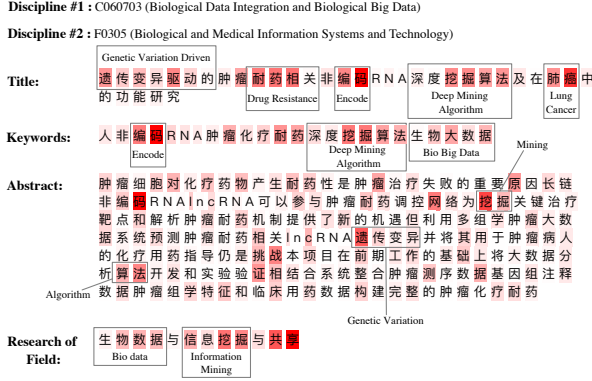 Discipline #1 : C060703 (Biological Data Integration and Biological Big Data)
Discipline #2 : F0305 (Biological and Medical Information Systems and Technology)
Genetic Variation Driven
Title: 遗传变异驱动的肿瘤耐药相关非编码RNA深度挖掘算法及在肺癌中
的功能研究
Drug Resistance
Encode
Deep Mining
Algorithm
Lung
Cancer
Keywords: 人非编码RNA肿瘤化疗耐药深度挖掘算法生物大数据
Encode
Deep Mining
Algorithm
Bio Big Data
Mining
Abstract: 肿瘤细胞对化疗药物产生耐药性是肿瘤治疗失败的重要原因长链
非编码RNAlncRNA可以参与肿瘤耐药调控网络为挖掘关键治疗
靶点和解析肿瘤耐药机制提供了新的机遇但利用多组学肿瘤大数
据系统预测肿瘤耐药相关lncRNA遗传变异并将其用于肿瘤病人
的化疗用药指导仍是挑战本项目在前期工作的基础上将大数据分
析算法开发和实验验证相结合系统整合肿瘤测序数据基因组注释
数据肿瘤组学特征和临床用药数据构建完整的肿瘤化疗耐药
Algorithm
Genetic Variation
Research of
Field:
生物数据与信息挖掘与共享
Bio data
Information
Mining